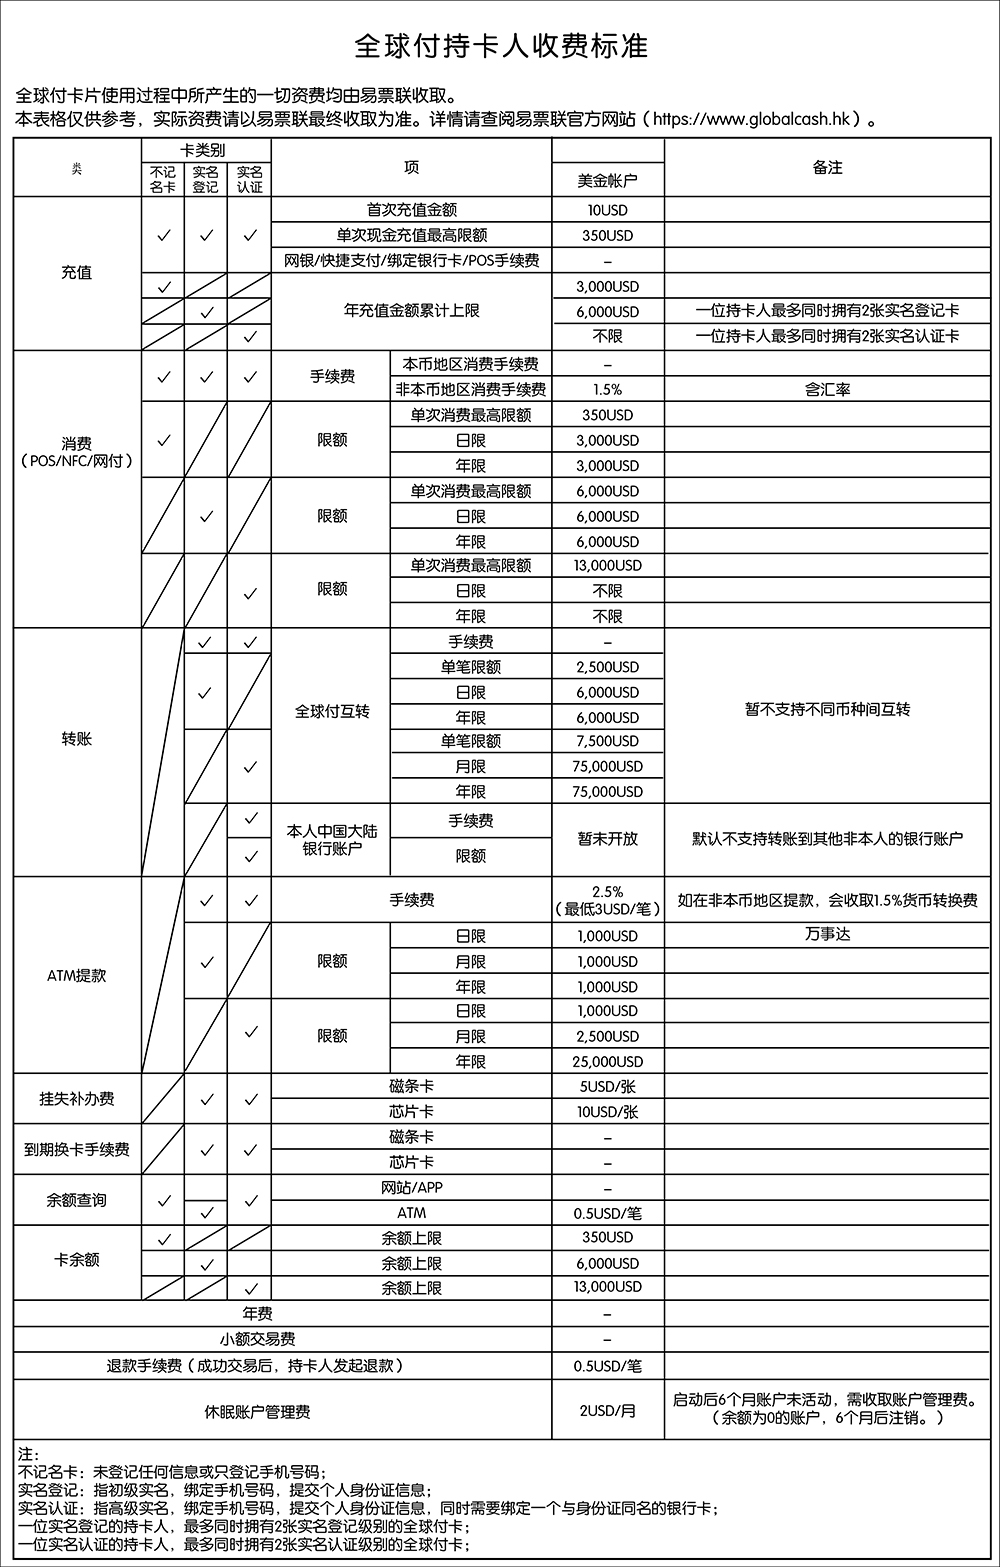 全球付持卡人收费标准
全球付卡片使用过程中所产生的一切资费均由易票联收取。
本表格仅供参考，实际资费请以易票联最终收取为准。详情请查阅易票联官方网站（https://www.globalcash.hk）。
类 卡类别 项 备注
不记名卡 实名登记 实名认证 美金帐户
充值
✓ ✓ ✓ 首次充值金额 10USD
单次现金充值最高限额 350USD
网银/快捷支付/绑定银行卡/POS手续费 –
✓ 年充值金额累计上限 3,000USD
✓ 6,000USD 一位持卡人最多同时拥有2张实名登记卡
✓ 不限 一位持卡人最多同时拥有2张实名认证卡
消费
（POS/NFC/网付）
✓ ✓ ✓ 手续费 本币地区消费手续费 –
非本币地区消费手续费 1.5% 含汇率
✓ 限额 单次消费最高限额 350USD
日限 3,000USD
年限 3,000USD
✓ 限额 单次消费最高限额 6,000USD
日限 6,000USD
年限 6,000USD
✓ 限额 单次消费最高限额 13,000USD
日限 不限
年限 不限
转账
✓ ✓ 全球付互转 手续费 – 暂不支持不同币种间互转
✓ 单笔限额 2,500USD
日限 6,000USD
年限 6,000USD
✓ 单笔限额 7,500USD
月限 75,000USD
年限 75,000USD
✓ 本人中国大陆 手续费 暂未开放 默认不支持转账到其他非本人的银行账户
✓ 银行账户 限额
ATM提款
✓ ✓ 手续费 2.5% 如在非本币地区提款，会收取1.5%货币转换费
（最低3USD/笔）
✓ 限额 日限 1,000USD 万事达
月限 1,000USD
年限 1,000USD
✓ 限额 日限 1,000USD
月限 2,500USD
年限 25,000USD
挂失补办费 ✓ ✓ 磁条卡 5USD/张
芯片卡 10USD/张
到期换卡手续费 ✓ ✓ 磁条卡 –
芯片卡 –
余额查询 ✓ ✓ 网站/APP –
✓ ATM 0.5USD/笔
卡余额 ✓ 余额上限 350USD
✓ 余额上限 6,000USD
✓ 余额上限 13,000USD
年费 –
小额交易费 –
退款手续费（成功交易后，持卡人发起退款） 0.5USD/笔
休眠账户管理费 2USD/月 启动后6个月账户未活动，需收取账户管理费。
（余额为0的账户，6个月后注销。）
注：
不记名卡：未登记任何信息或只登记手机号码；
实名登记：指初级实名，绑定手机号码，提交个人身份证信息；
实名认证：指高级实名，绑定手机号码，提交个人身份证信息，同时需要绑定一个与身份证同名的银行卡；
一位实名登记的持卡人，最多同时拥有2张实名登记级别的全球付卡；
一位实名认证的持卡人，最多同时拥有2张实名认证级别的全球付卡；